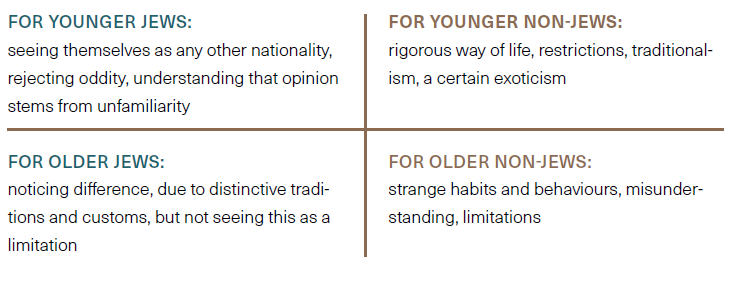 FOR YOUNGER JEWS:
seeing themselves as any other nationality,
rejecting oddity, understanding that opinion
stems from unfamiliarity
FOR YOUNGER NON-JEWS:
rigorous way of life, restrictions, traditional-
ism, a certain exoticism
FOR OLDER JEWS:
noticing difference, due to distinctive tradi-
tions and customs, but not seeing this as a
limitation
FOR OLDER NON-JEWS:
strange habits and behaviours, misunder-
standing, limitations